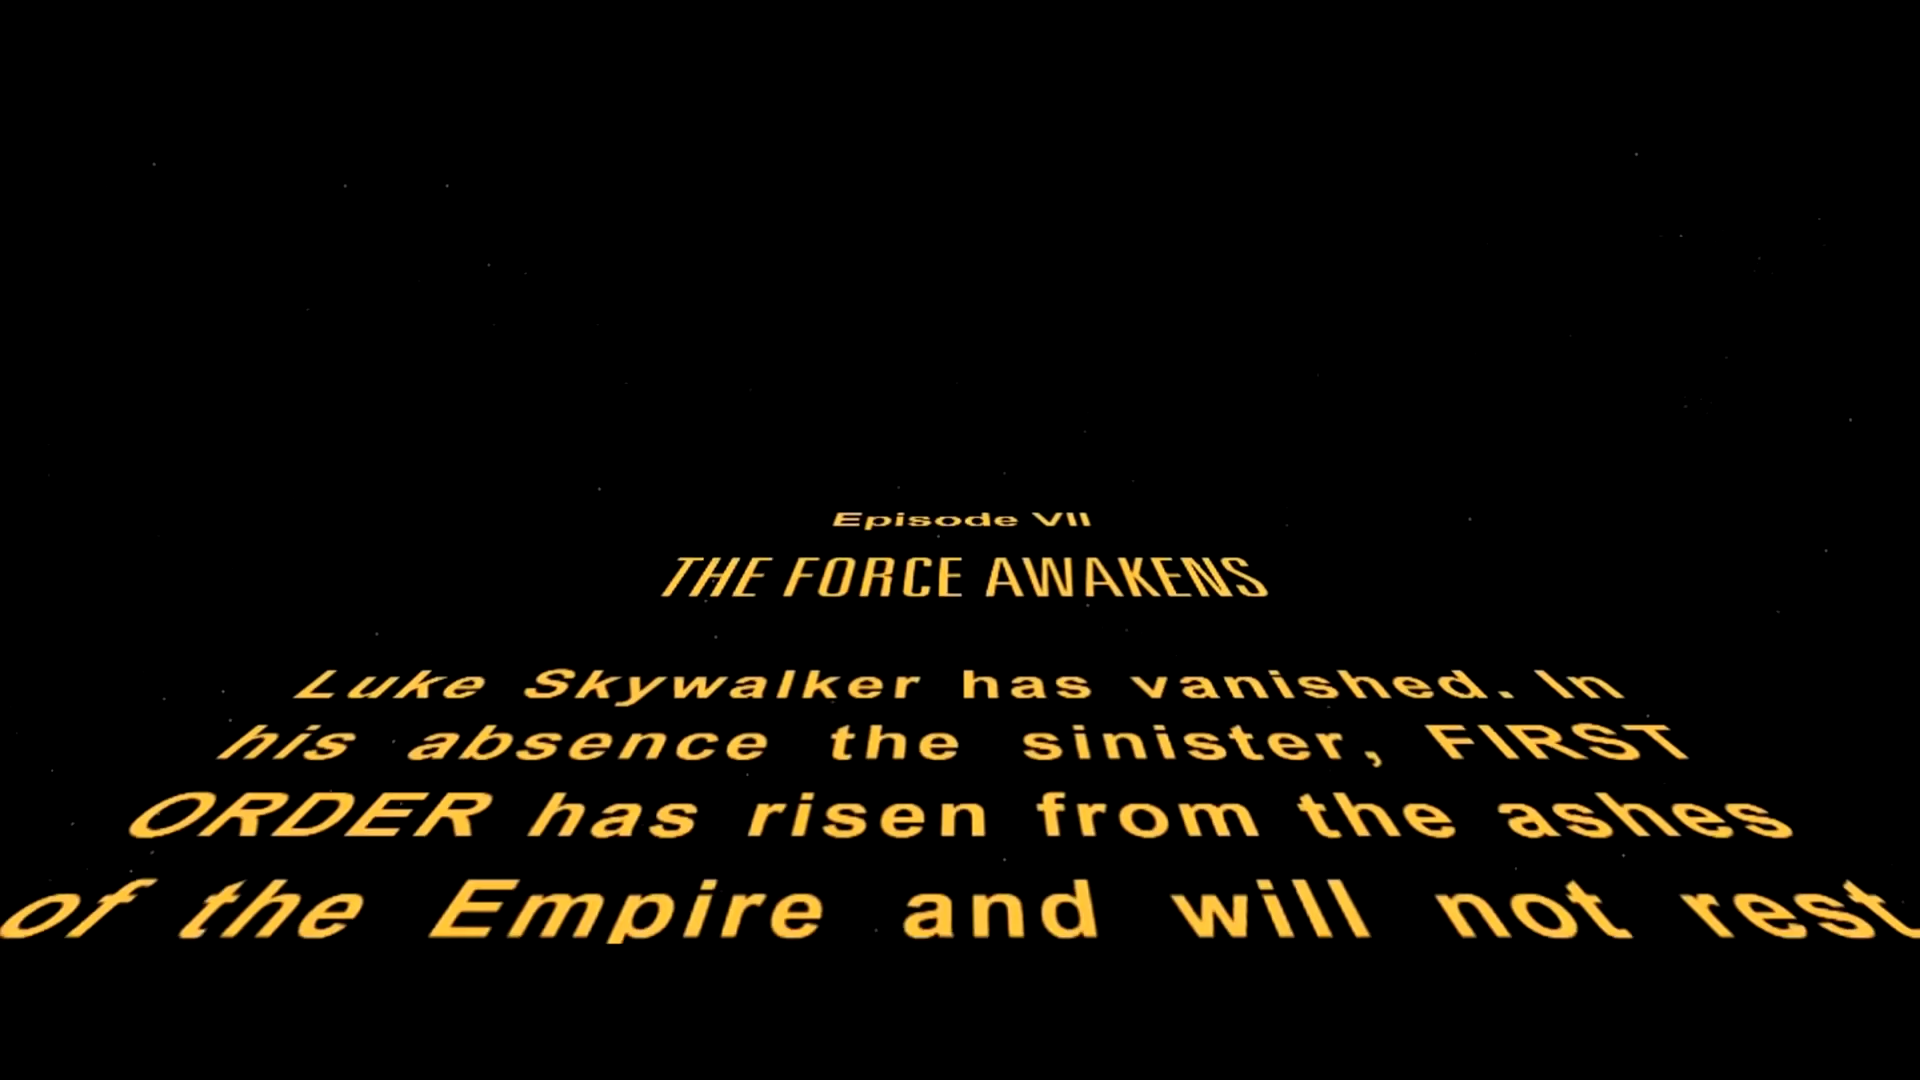 Episode VII
THE FORCE AWAKENS
Luke Skywalker has vanished. In
his absence the sinister, FIRST
ORDER has risen from the ashes
of the Empire and will not rest